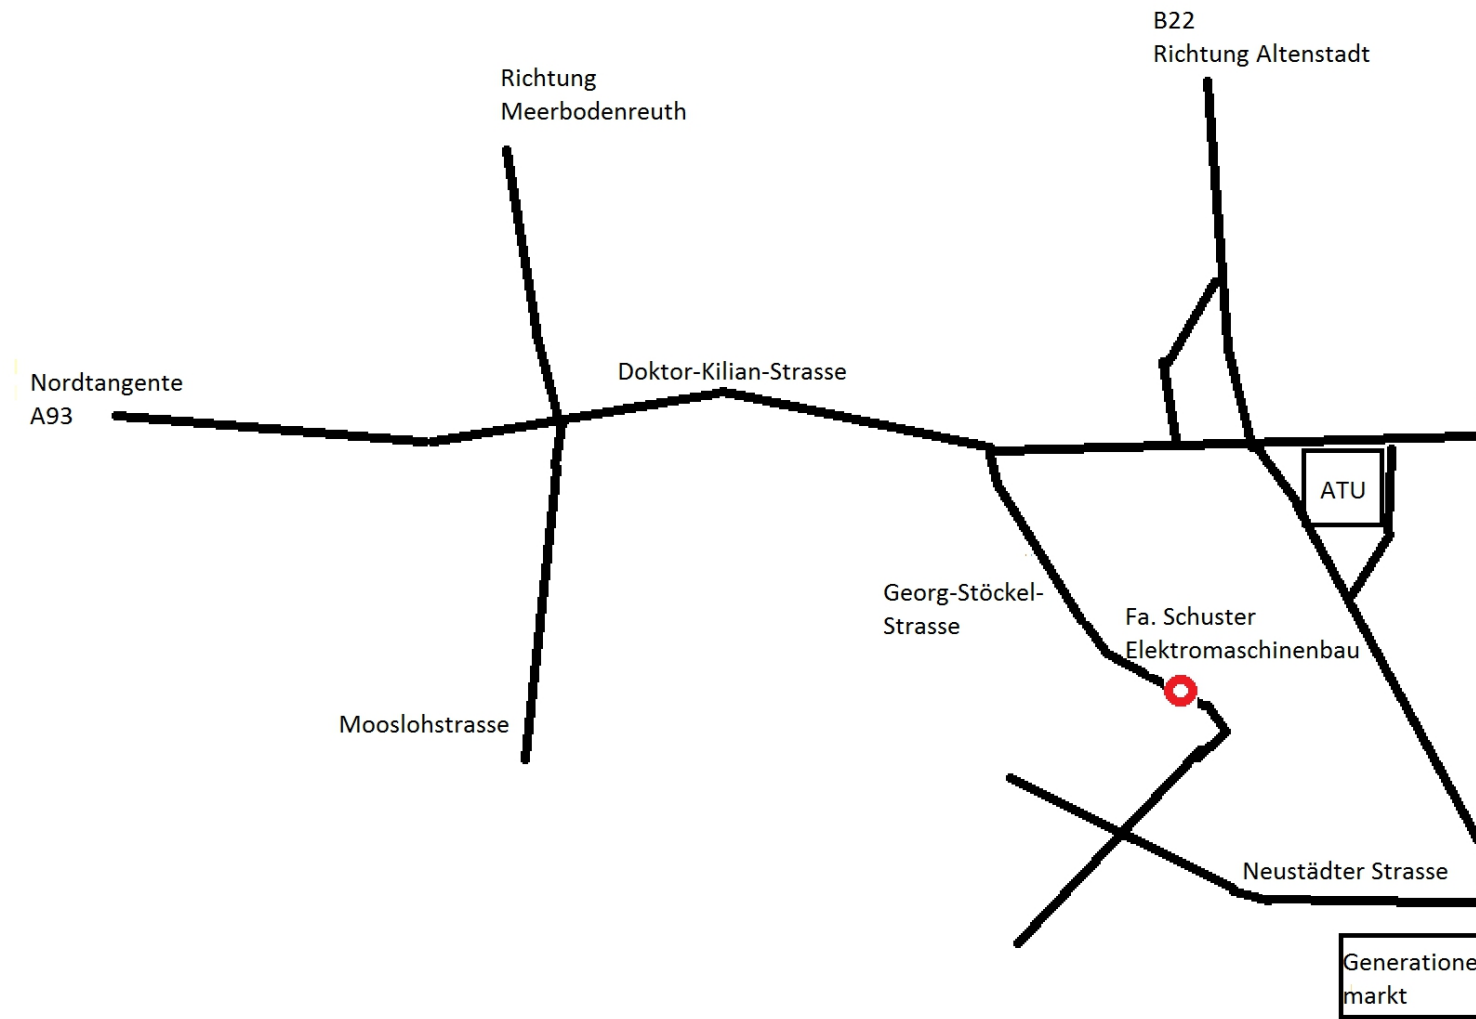 B22
Richtung Altenstadt
Richtung
Meerbodenreuth
Doktor-Kilian-Strasse
Nordtangente
A93
ATU
Georg-Stöckel-
Strasse
Fa. Schuster
Elektromaschinenbau
Mooslohstrasse
Neustädter Strasse
Generatione
markt